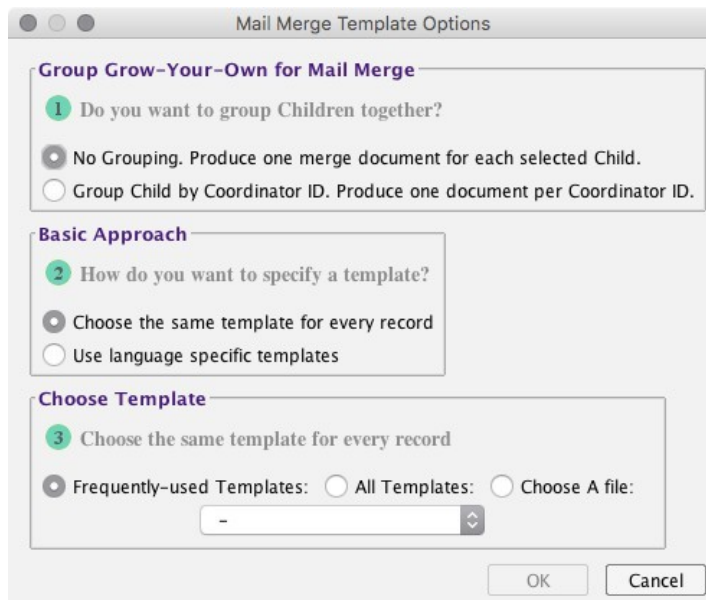 Mail Merge Template Options
Group Grow-Your-Own for Mail Merge
1 Do you want to group Children together?
No Grouping. Produce one merge document for each selected Child.
Group Child by Coordinator ID. Produce one document per Coordinator ID.
Basic Approach
2 How do you want to specify a template?
Choose the same template for every record
Use language specific templates
Choose Template
3 Choose the same template for every record
Frequently-used Templates: All Templates: Choose A file:
-
OK Cancel